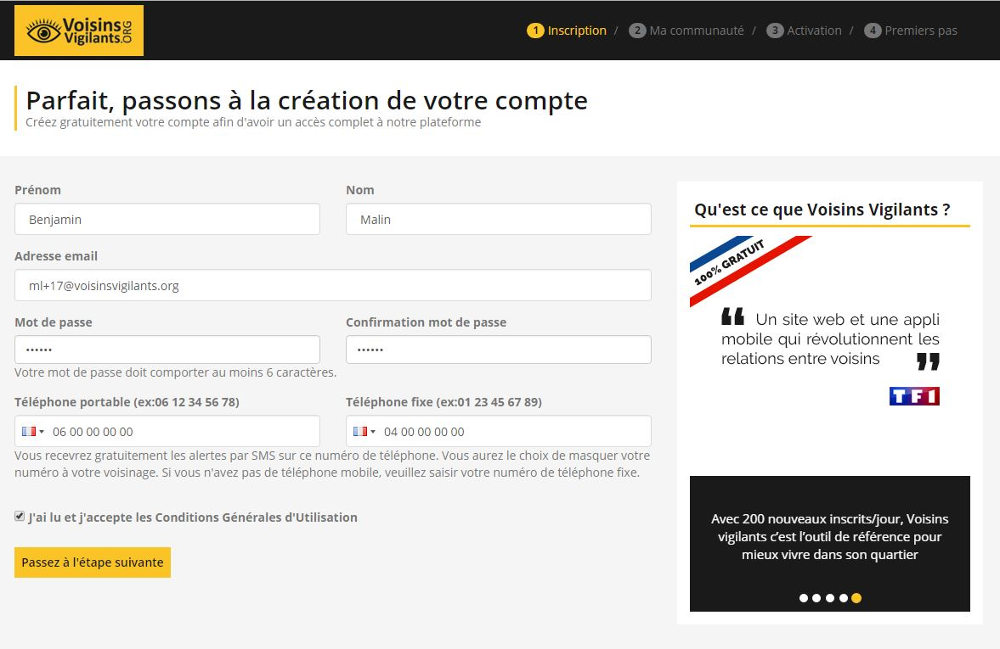 Voisins
Vigilants.ORG
1 Inscription / 2 Ma communauté / 3 Activation / 4 Premiers pas
Parfait, passons à la création de votre compte
Créez gratuitement votre compte afin d'avoir un accès complet à notre plateforme
Prénom
Nom
Benjamin
Malin
Adresse email
ml+17@voisinsvigilants.org
Mot de passe
Confirmation mot de passe
••••••
••••••
Votre mot de passe doit comporter au moins 6 caractères.
Téléphone portable (ex:06 12 34 56 78)
Téléphone fixe (ex:01 23 45 67 89)
06 00 00 00 00
04 00 00 00 00
Vous recevrez gratuitement les alertes par SMS sur ce numéro de téléphone. Vous aurez le choix de masquer votre
numéro à votre voisinage. Si vous n'avez pas de téléphone mobile, veuillez saisir votre numéro de téléphone fixe.
J'ai lu et j'accepte les Conditions Générales d'Utilisation
Passez à l'étape suivante
Qu'est ce que Voisins Vigilants ?
100% GRATUIT
“ Un site web et une appli
mobile qui révolutionnent les
relations entre voisins ”
TF1
Avec 200 nouveaux inscrits/jour, Voisins
vigilants c’est l’outil de référence pour
mieux vivre dans son quartier